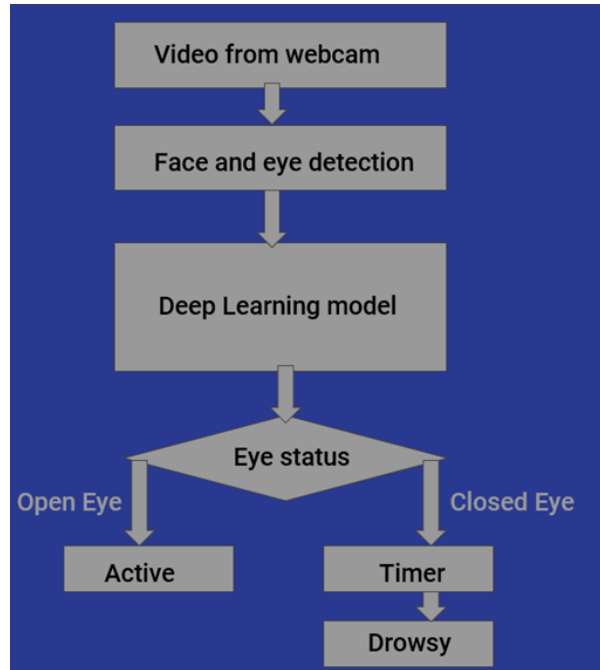 Video from webcam
Face and eye detection
Deep Learning model
Eye status
Open Eye
Closed Eye
Active
Timer
Drowsy